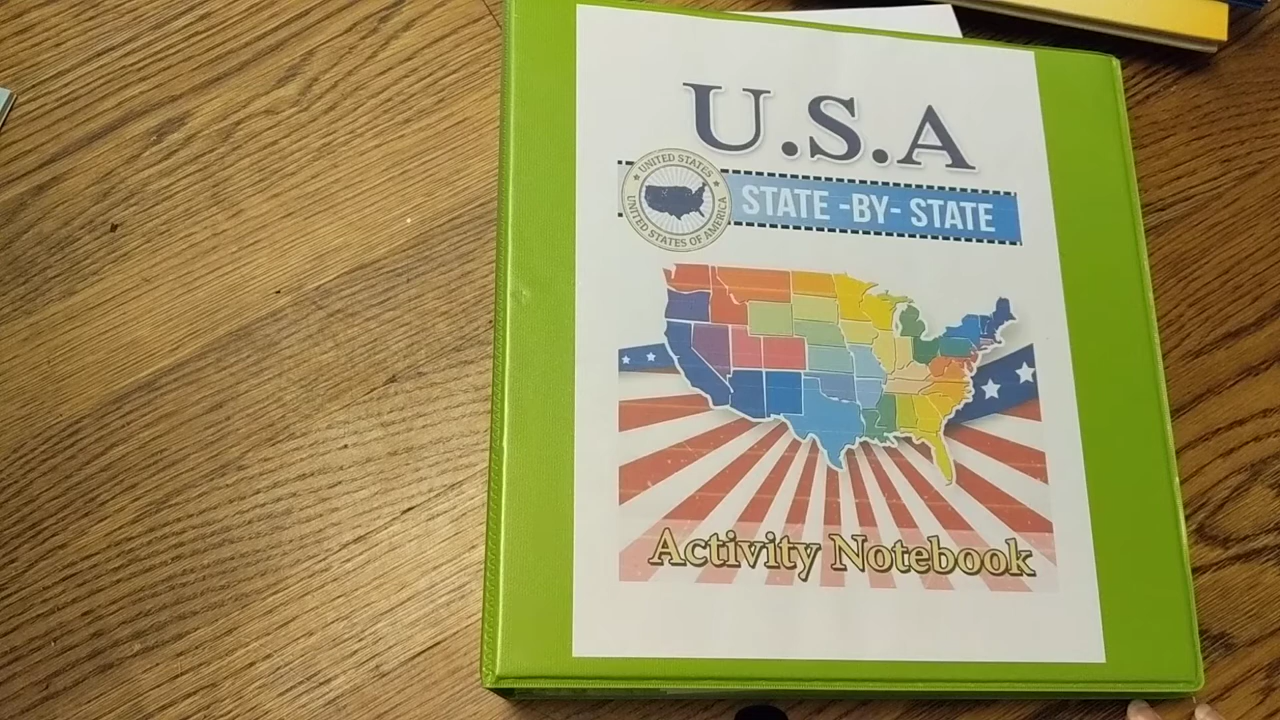 U.S.A
UNITED STATES
UNITED STATES OF AMERICA
STATE -BY- STATE
Activity Notebook